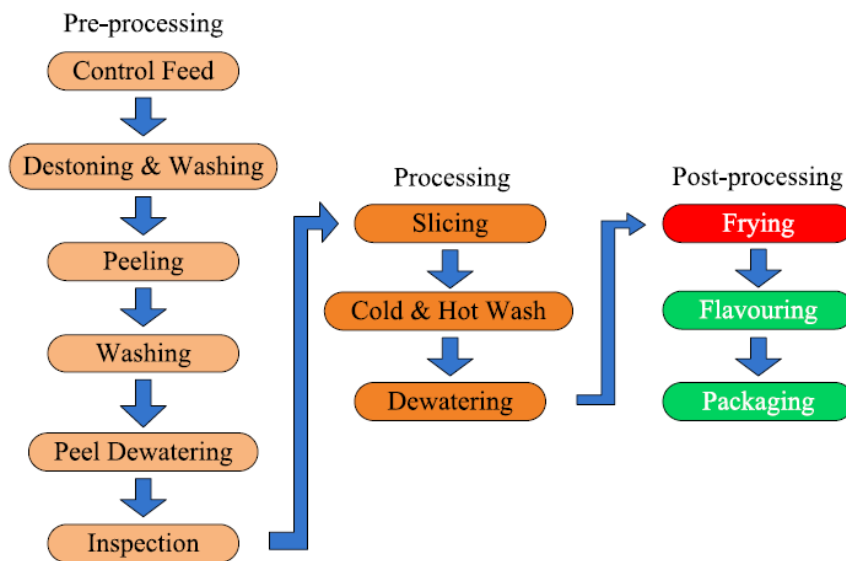 Pre-processing
Control Feed
Destoning & Washing
Peeling
Washing
Peel Dewatering
Inspection
Processing
Slicing
Cold & Hot Wash
Dewatering
Post-processing
Frying
Flavouring
Packaging